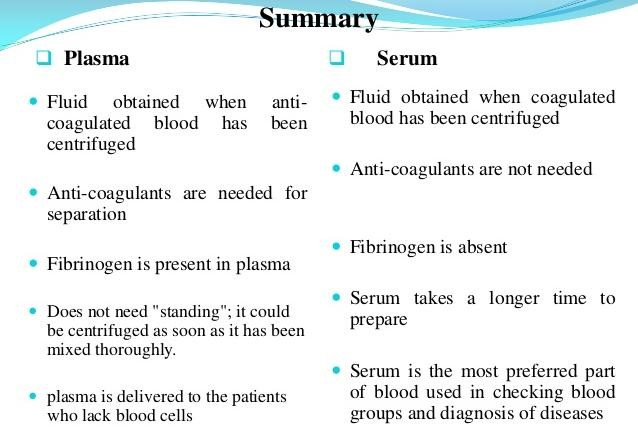 Summary
Plasma
Fluid obtained when anti-
coagulated blood has been
centrifuged
Anti-coagulants are needed for
separation
Fibrinogen is present in plasma
Does not need "standing"; it could
be centrifuged as soon as it has been
mixed thoroughly.
plasma is delivered to the patients
who lack blood cells
Serum
Fluid obtained when coagulated
blood has been centrifuged
Anti-coagulants are not needed
Fibrinogen is absent
Serum takes a longer time to
prepare
Serum is the most preferred part
of blood used in checking blood
groups and diagnosis of diseases